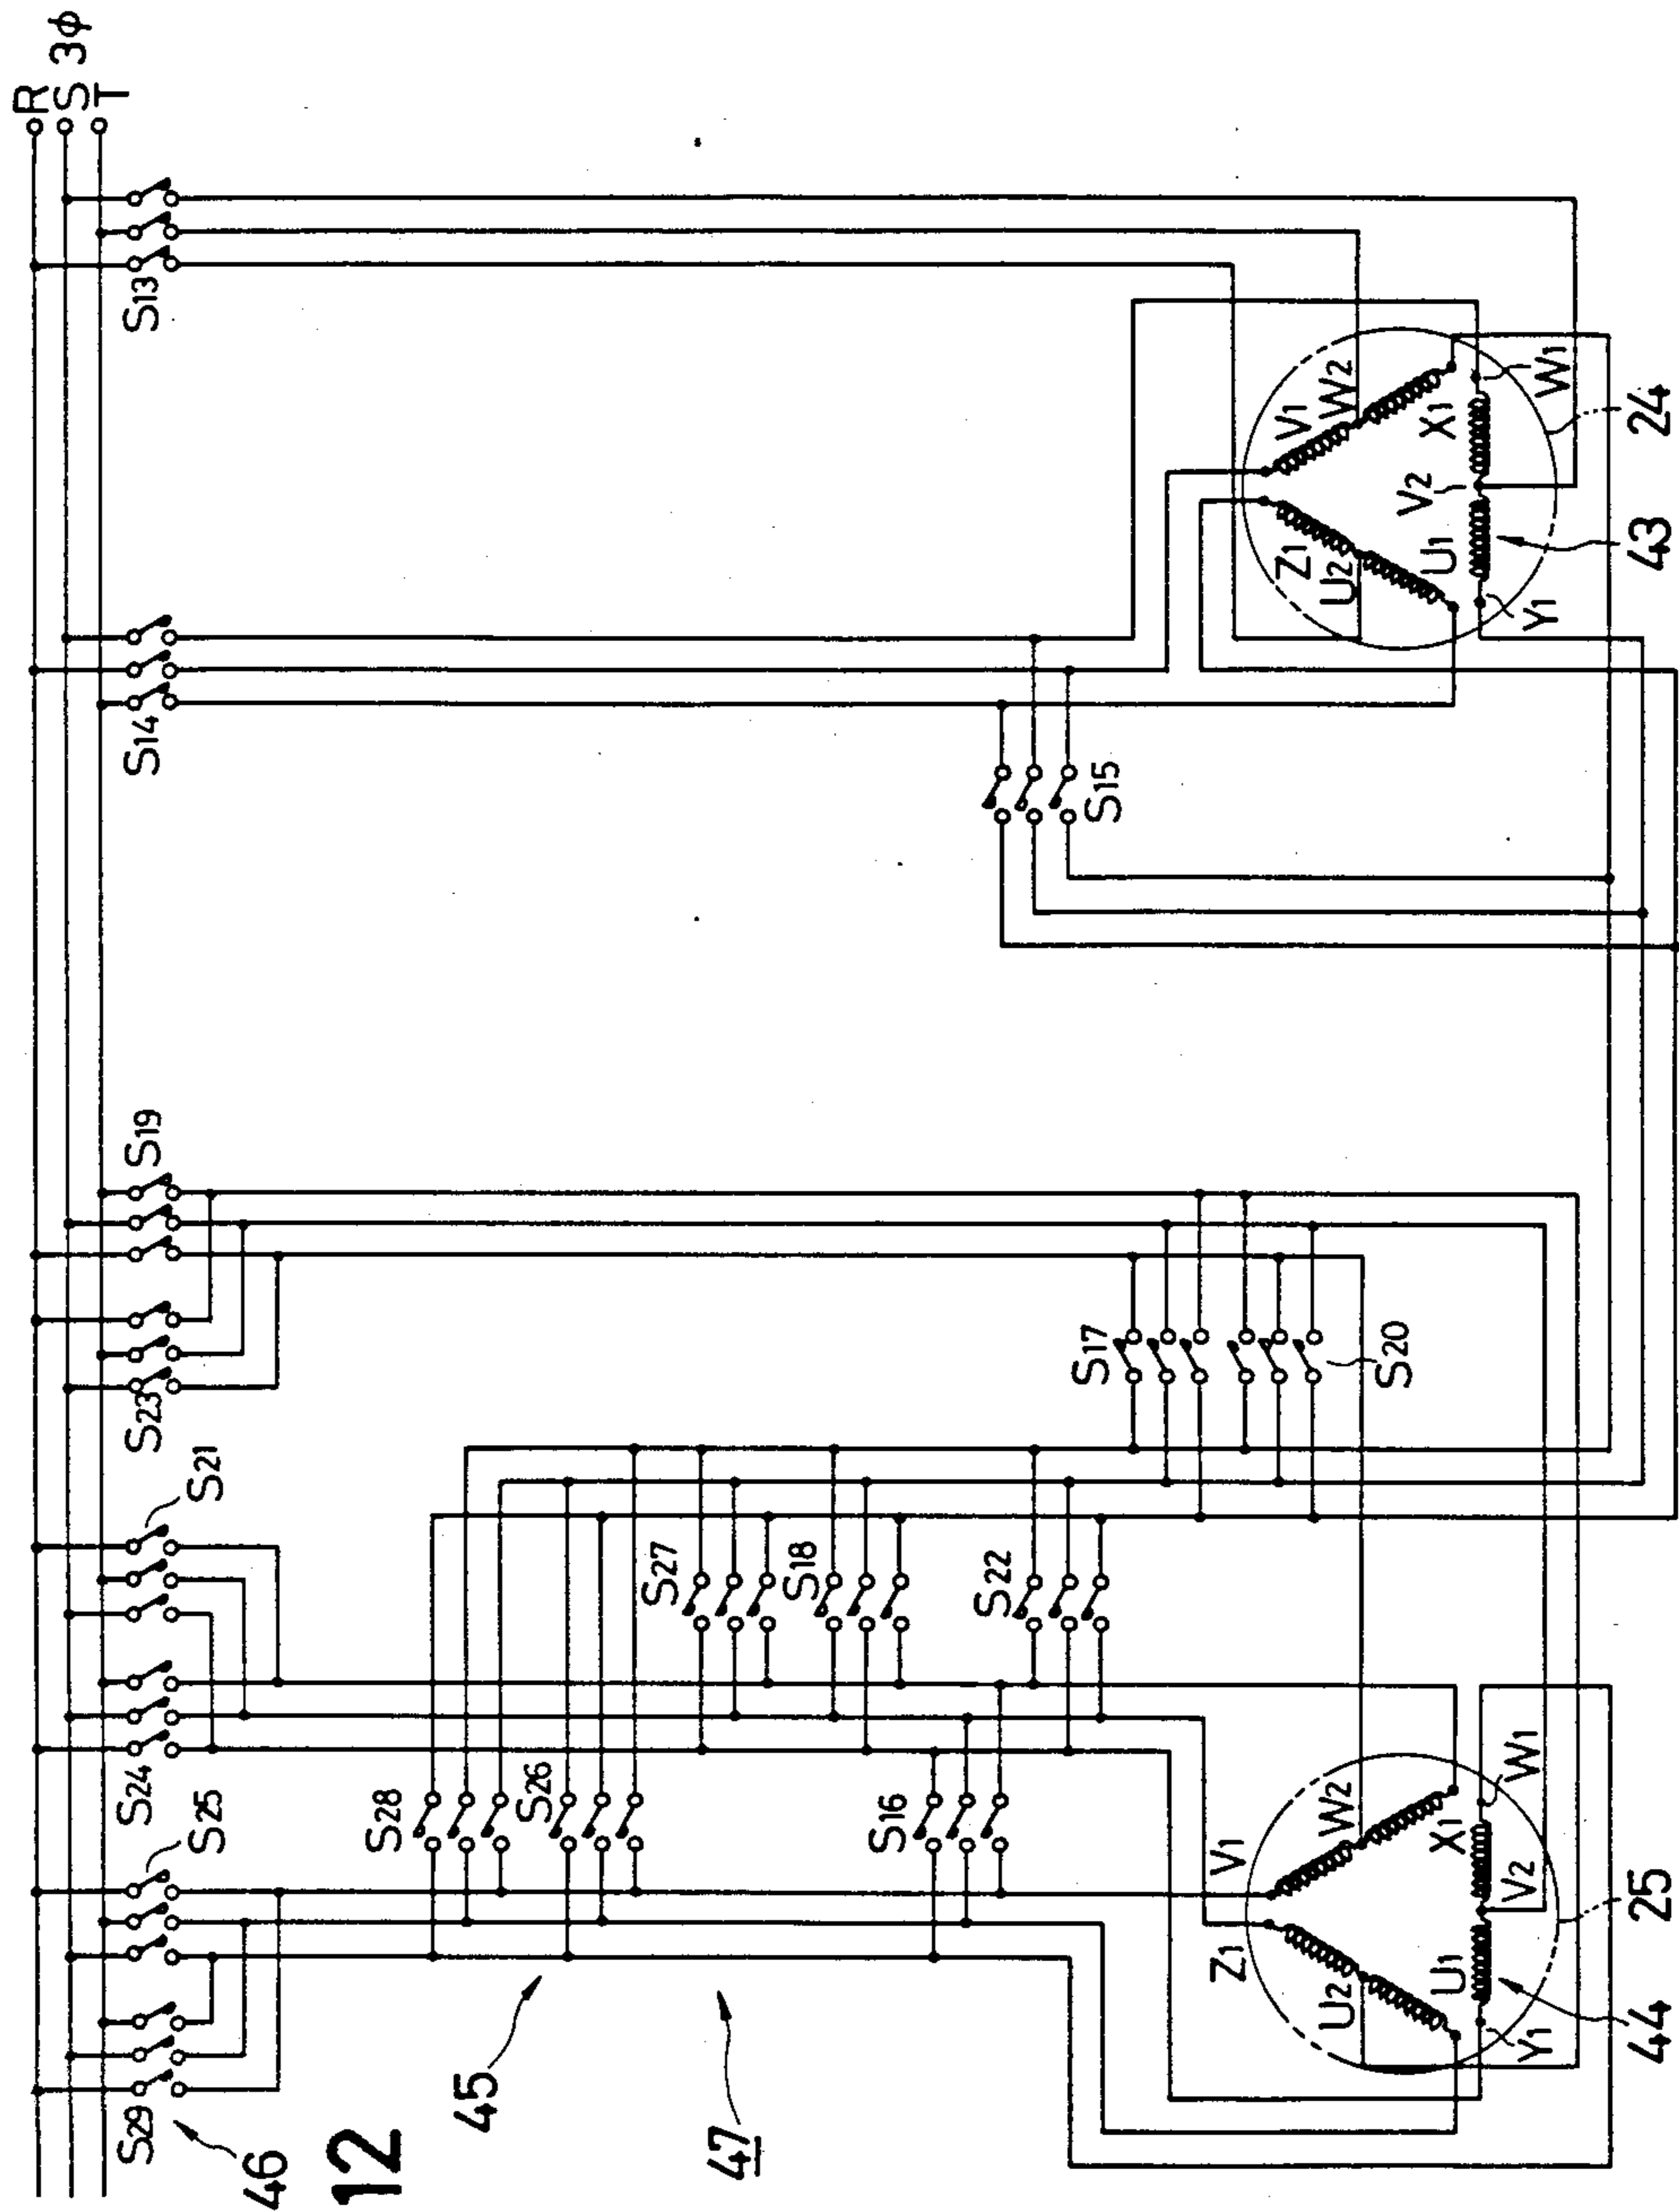 R
S 3ϕ
T
S13
S14
S19
S23
S21
S24
S25
S29
46
12
45
47
S28
S26
S27
S18
S22
S16
S17
S20
S15
V1
W2
Z1
U2
V2
X1
U1
W1
Y1
24
43
V1
W2
Z1
U2
X1
V2
U1
W1
Y1
25
44